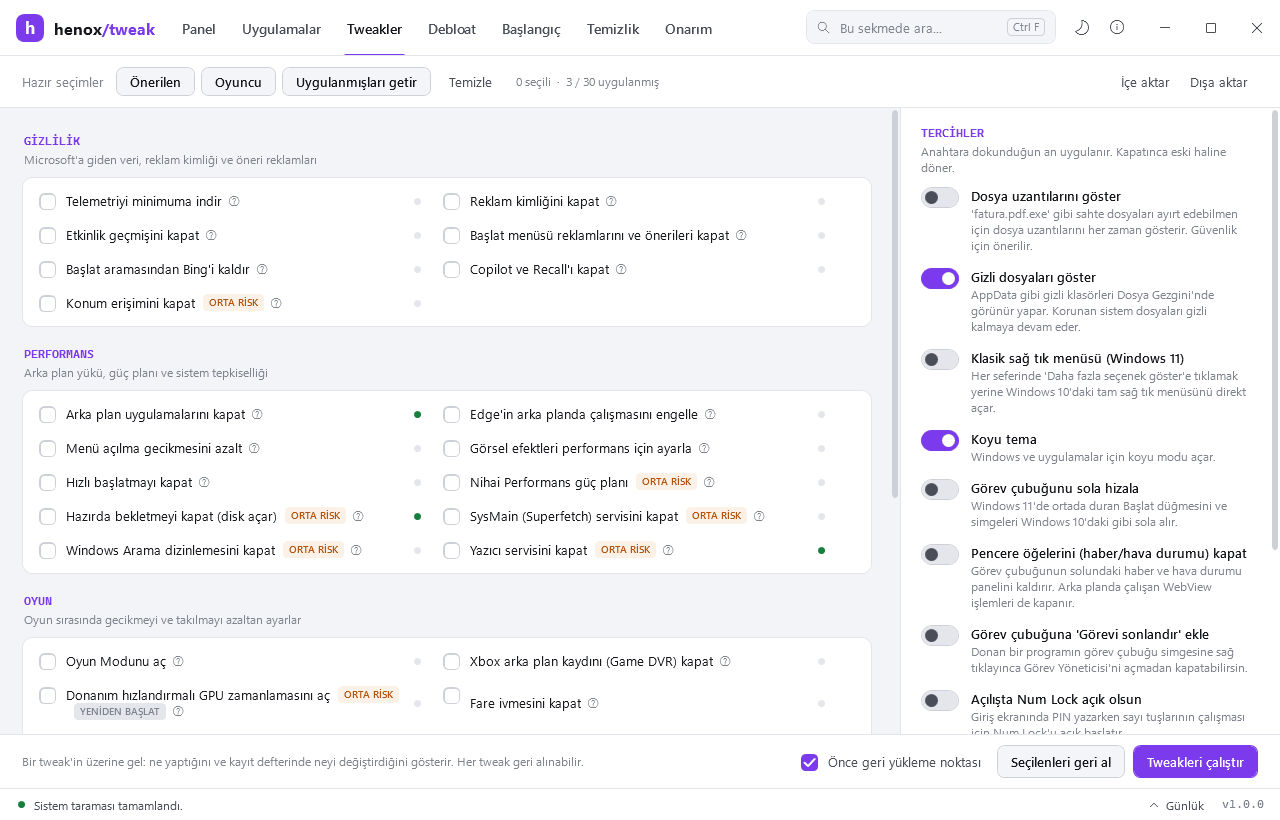 h henox/tweak Panel Uygulamalar Tweakler Debloat Başlangıç Temizlik Onarım Bu sekmede ara... Ctrl F
Hazır seçimler Önerilen Oyuncu Uygulanmışları getir Temizle 0 seçili · 3 / 30 uygulanmış İçe aktar Dışa aktar
GİZLİLİK
Microsoft'a giden veri, reklam kimliği ve öneri reklamları
Telemetriyi minimuma indir ? Reklam kimliğini kapat ?
Etkinlik geçmişini kapat ? Başlat menüsü reklamlarını ve önerileri kapat ?
Başlat aramasından Bing'i kaldır ? Copilot ve Recall'ı kapat ?
Konum erişimini kapat ORTA RİSK ?
PERFORMANS
Arka plan yükü, güç planı ve sistem tepkiselliği
Arka plan uygulamalarını kapat ? Edge'in arka planda çalışmasını engelle ?
Menü açılma gecikmesini azalt ? Görsel efektleri performans için ayarla ?
Hızlı başlatmayı kapat ? Nihai Performans güç planı ORTA RİSK ?
Hazırda bekletmeyi kapat (disk açar) ORTA RİSK ? SysMain (Superfetch) servisini kapat ORTA RİSK ?
Windows Arama dizinlemesini kapat ORTA RİSK ? Yazıcı servisini kapat ORTA RİSK ?
OYUN
Oyun sırasında gecikmeyi ve takılmayı azaltan ayarlar
Oyun Modunu aç ? Xbox arka plan kaydını (Game DVR) kapat ?
Donanım hızlandırmalı GPU zamanlamasını aç ORTA RİSK
YENİDEN BAŞLAT ? Fare ivmesini kapat ?
TERCİHLER
Anahtara dokunduğun an uygulanır. Kapatınca eski haline
döner.
Dosya uzantılarını göster
'fatura.pdf.exe' gibi sahte dosyaları ayırt edebilmen
için dosya uzantılarını her zaman gösterir. Güvenlik
için önerilir.
Gizli dosyaları göster
AppData gibi gizli klasörleri Dosya Gezgini'nde
görünür yapar. Korunan sistem dosyaları gizli
kalmaya devam eder.
Klasik sağ tık menüsü (Windows 11)
Her seferinde 'Daha fazla seçenek göster'e tıklamak
yerine Windows 10'daki tam sağ tık menüsünü direkt
açar.
Koyu tema
Windows ve uygulamalar için koyu modu açar.
Görev çubuğunu sola hizala
Windows 11'de ortada duran Başlat düğmesini ve
simgeleri Windows 10'daki gibi sola alır.
Pencere öğelerini (haber/hava durumu) kapat
Görev çubuğunun solundaki haber ve hava durumu
panelini kaldırır. Arka planda çalışan WebView
işlemleri de kapanır.
Görev çubuğuna 'Görevi sonlandır' ekle
Donan bir programın görev çubuğu simgesine sağ
tıklayınca Görev Yöneticisi'ni açmadan kapatabilirsin.
Açılışta Num Lock açık olsun
Giriş ekranında PIN yazarken sayı tuşlarının çalışması
için Num Lock'u açık başlatır.
Bir tweak'in üzerine gel: ne yaptığını ve kayıt defterinde neyi değiştirdiğini gösterir. Her tweak geri alınabilir. Önce geri yükleme noktası Seçilenleri geri al Tweakleri çalıştır
Sistem taraması tamamlandı. Günlük v1.0.0